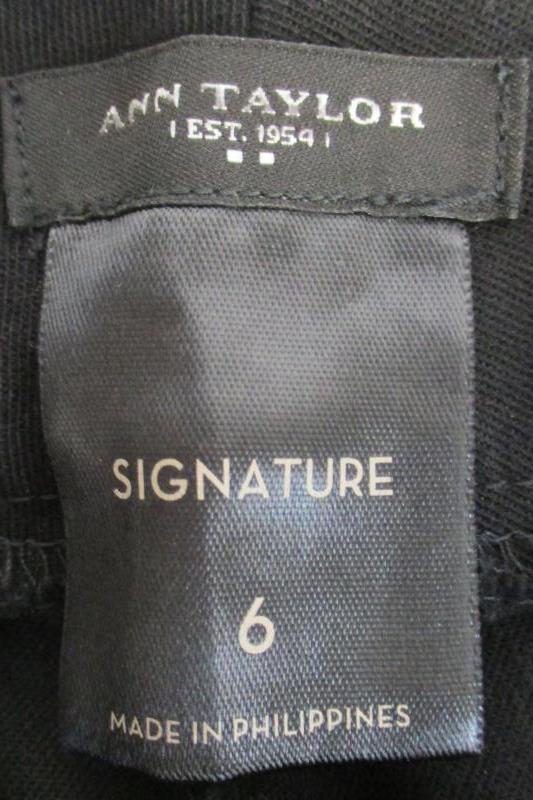 ANN TAYLOR
EST. 1954
SIGNATURE
6
MADE IN PHILIPPINES